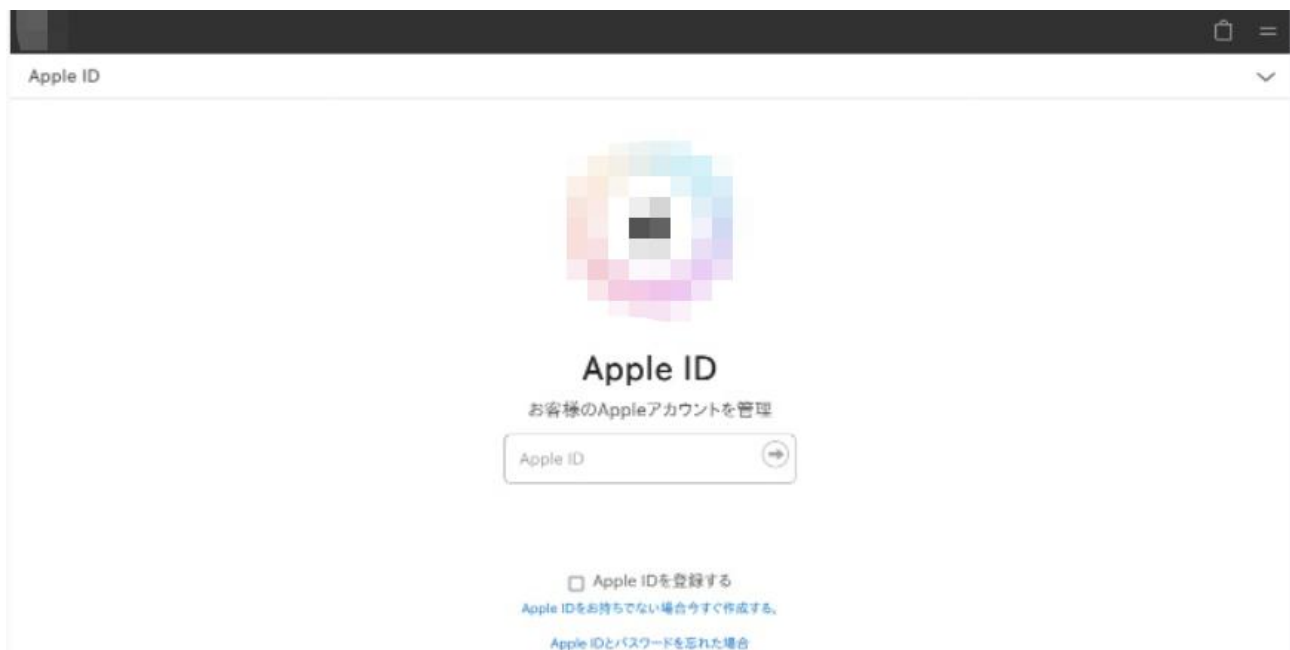 Apple ID
Apple ID
お客様のAppleアカウントを管理
Apple ID
Apple IDを登録する
Apple IDをお持ちでない場合今すぐ作成する。
Apple IDとパスワードを忘れた場合